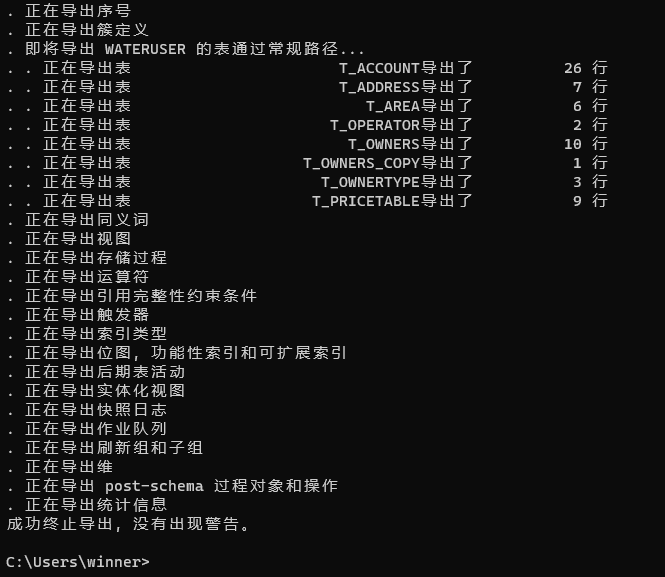 . 正在导出序号
. 正在导出簇定义
. 即将导出 WATERUSER 的表通过常规路径...
. . 正在导出表 T_ACCOUNT导出了 26 行
. . 正在导出表 T_ADDRESS导出了 7 行
. . 正在导出表 T_AREA导出了 6 行
. . 正在导出表 T_OPERATOR导出了 2 行
. . 正在导出表 T_OWNERS导出了 10 行
. . 正在导出表 T_OWNERS_COPY导出了 1 行
. . 正在导出表 T_OWNERTYPE导出了 3 行
. . 正在导出表 T_PRICETABLE导出了 9 行
. 正在导出同义词
. 正在导出视图
. 正在导出存储过程
. 正在导出运算符
. 正在导出引用完整性约束条件
. 正在导出触发器
. 正在导出索引类型
. 正在导出位图, 功能性索引和可扩展索引
. 正在导出后期表活动
. 正在导出实体化视图
. 正在导出快照日志
. 正在导出作业队列
. 正在导出刷新组和子组
. 正在导出维
. 正在导出 post-schema 过程对象和操作
. 正在导出统计信息
成功终止导出, 没有出现警告。
C:\Users\winner>